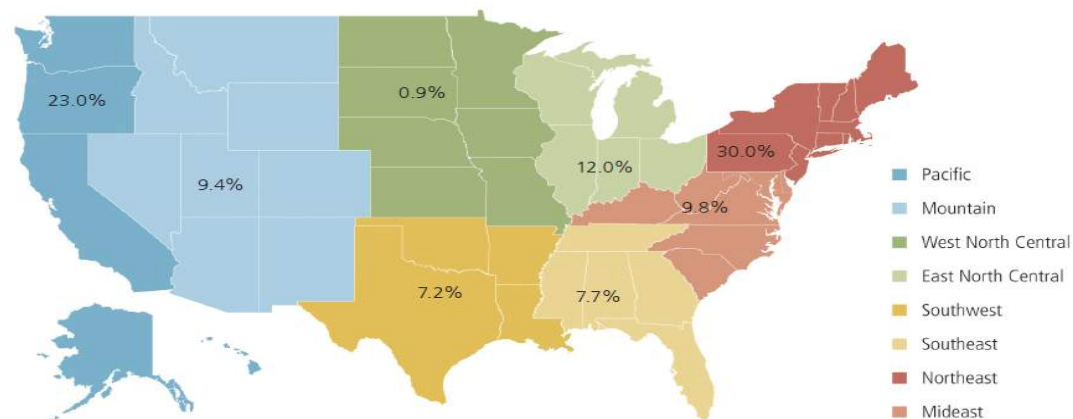 23.0%
0.9%
9.4%
12.0%
30.0%
9.8%
7.2%
7.7%
Pacific
Mountain
West North Central
East North Central
Southwest
Southeast
Northeast
Mideast